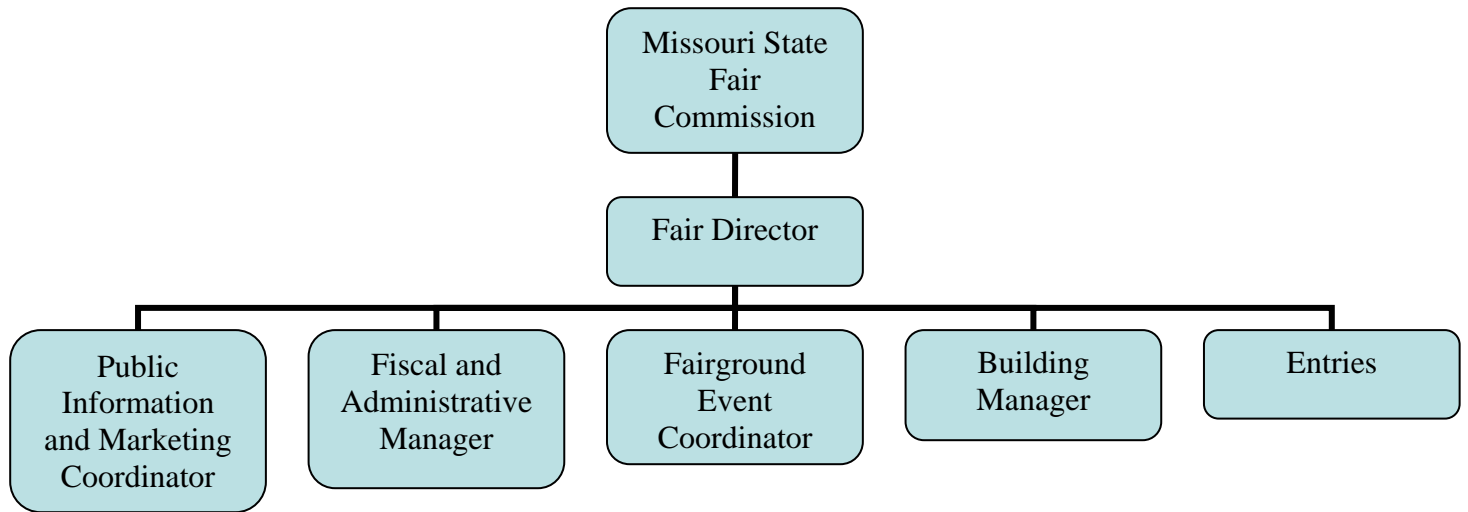 Missouri State
Fair
Commission
Fair Director
Public
Information
and Marketing
Coordinator
Fiscal and
Administrative
Manager
Fairground
Event
Coordinator
Building
Manager
Entries